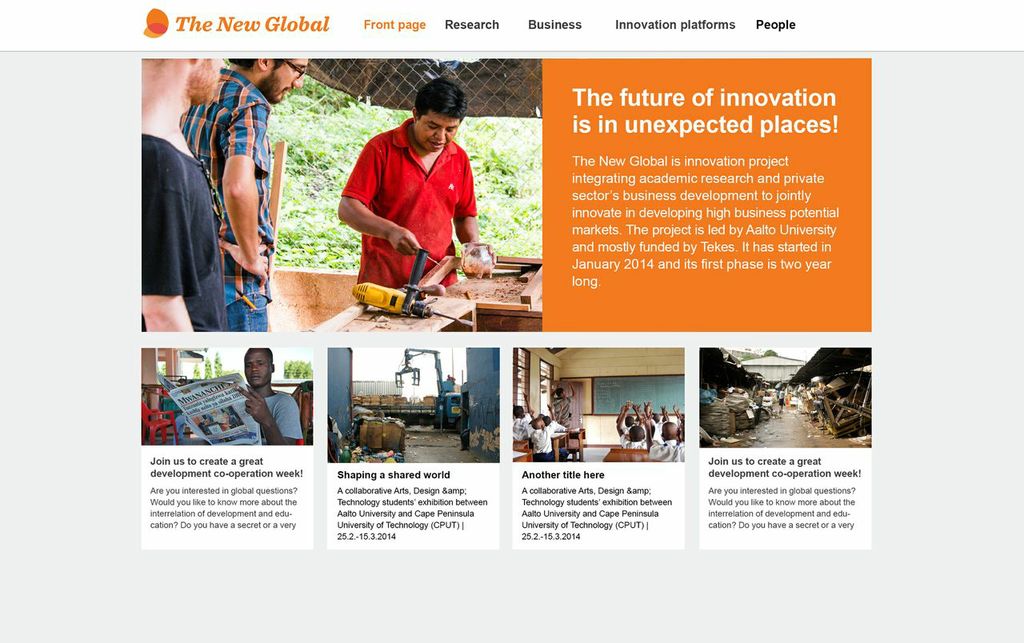 The New Global
Front page
Research
Business
Innovation platforms
People
The future of innovation
is in unexpected places!
The New Global is innovation project
integrating academic research and private
sector's business development to jointly
innovate in developing high business potential
markets. The project is led by Aalto University
and mostly funded by Tekes. It has started in
January 2014 and its first phase is two year
long.
MWANANCHI
Join us to create a great
development co-operation week!
Are you interested in global questions?
Would you like to know more about the
interrelation of development and edu-
cation? Do you have a secret or a very
Shaping a shared world
A collaborative Arts, Design &amp;
Technology students' exhibition between
Aalto University and Cape Peninsula
University of Technology (CPUT) |
25.2.-15.3.2014
Another title here
A collaborative Arts, Design &amp;
Technology students' exhibition between
Aalto University and Cape Peninsula
University of Technology (CPUT) |
25.2.-15.3.2014
Join us to create a great
development co-operation week!
Are you interested in global questions?
Would you like to know more about the
interrelation of development and edu-
cation? Do you have a secret or a very